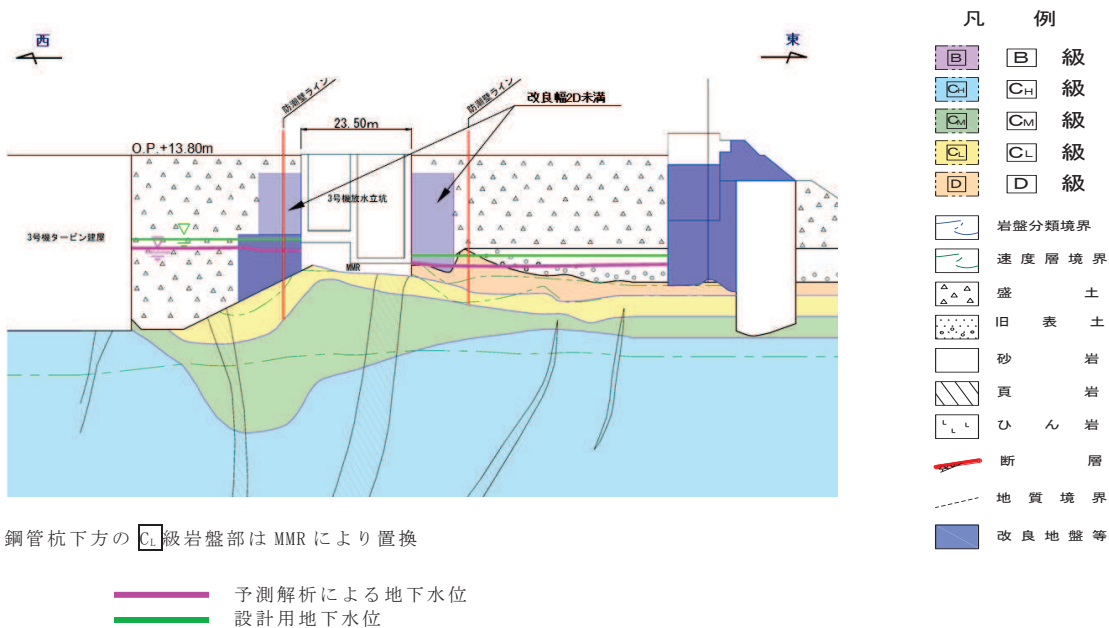 西
東
防潮壁ライン
防潮壁ライン
改良幅2D未満
23.50m
O.P.+13.80m
3号機放水立坑
3号機タービン建屋
MMR
鋼管杭下方の CL 級岩盤部は MMR により置換
予測解析による地下水位
設計用地下水位
凡 例
B B 級
CH CH 級
CM CM 級
CL CL 級
D D 級
岩盤分類境界
速度層境界
盛土
旧表土
砂岩
頁岩
ひん岩
断層
地質境界
改良地盤等